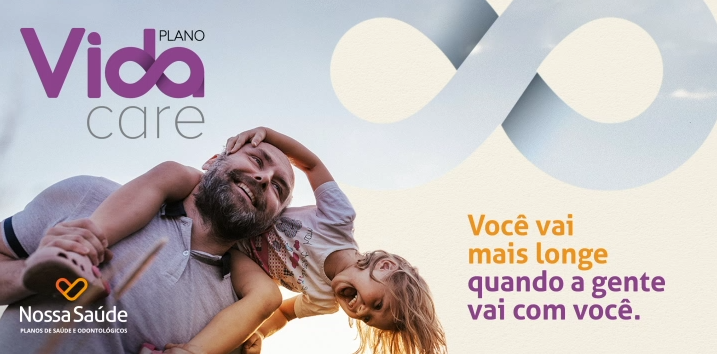 PLANO
Vida
care
Você vai
mais longe
quando a gente
vai com você.
Nossa Saúde
PLANOS DE SAÚDE E ODONTOLÓGICOS